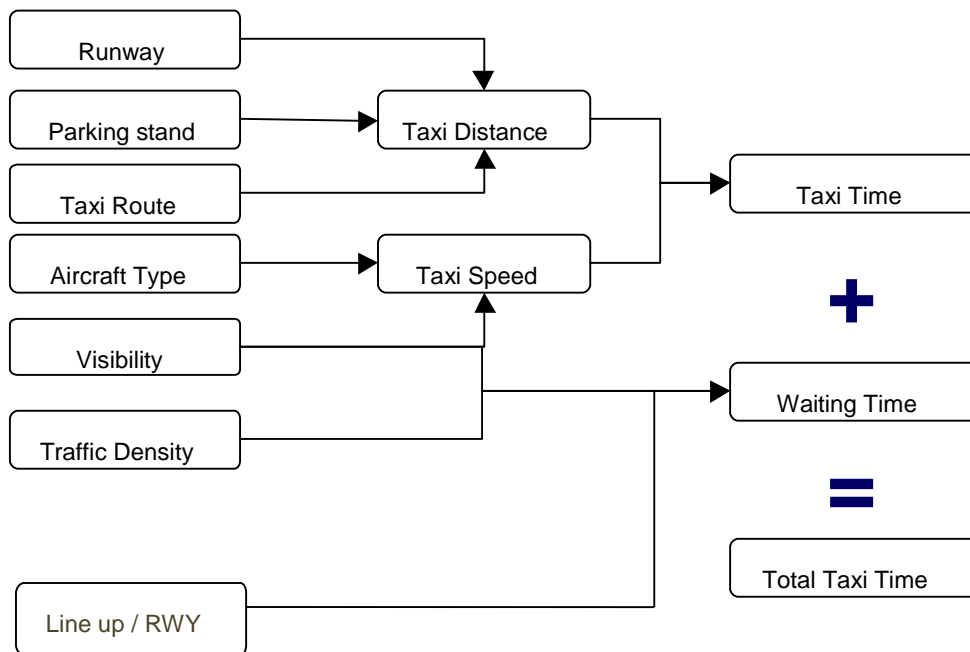 Runway
Parking stand
Taxi Distance
Taxi Route
Taxi Time
Aircraft Type
Taxi Speed
+
Visibility
Waiting Time
Traffic Density
=
Total Taxi Time
Line up / RWY